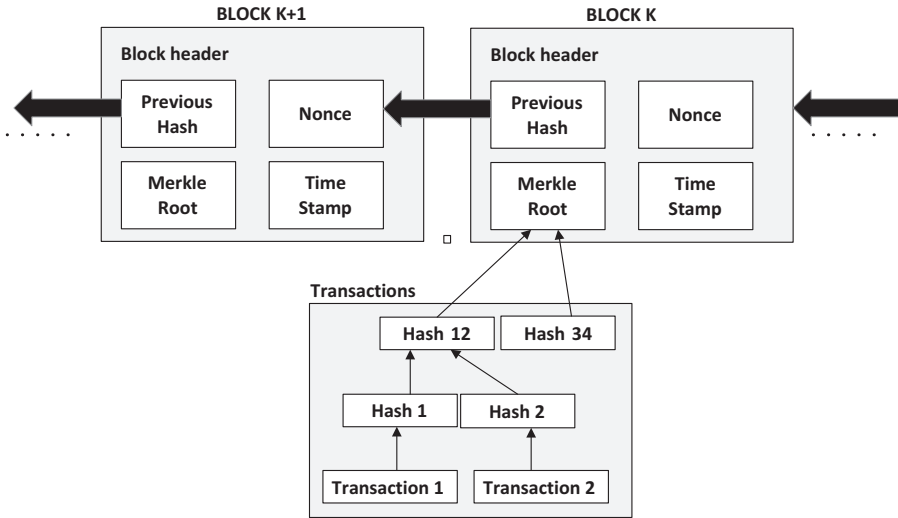 BLOCK K+1
BLOCK K
Block header
Block header
Previous
Hash
Nonce
Previous
Hash
Nonce
. . . . .
. . . . .
Merkle
Root
Time
Stamp
Merkle
Root
Time
Stamp
Transactions
Hash 12
Hash 34
Hash 1
Hash 2
Transaction 1
Transaction 2